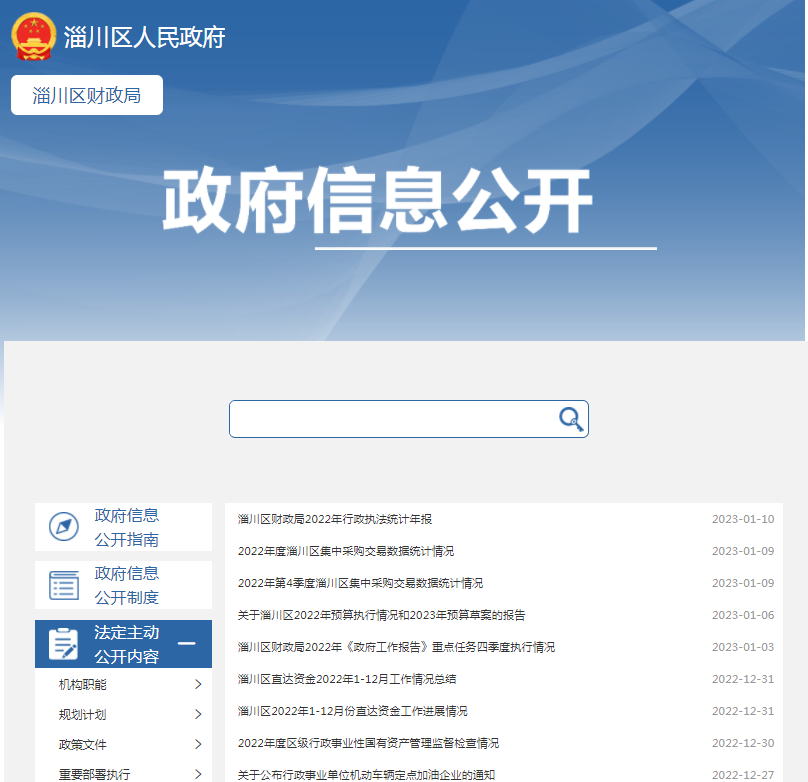 淄川区人民政府
淄川区财政局
政府信息公开
政府信息
公开指南
政府信息
公开制度
法定主动
公开内容
机构职能
规划计划
政策文件
重要部署执行
淄川区财政局2022年行政执法统计年报 2023-01-10
2022年度淄川区集中采购交易数据统计情况 2023-01-09
2022年第4季度淄川区集中采购交易数据统计情况 2023-01-09
关于淄川区2022年预算执行情况和2023年预算草案的报告 2023-01-06
淄川区财政局2022年《政府工作报告》重点任务四季度执行情况 2023-01-03
淄川区直达资金2022年1-12月工作情况总结 2022-12-31
淄川区2022年1-12月份直达资金工作进展情况 2022-12-31
2022年度区级行政事业性国有资产管理监督检查情况 2022-12-30
关于公布行政事业单位机动车辆定点加油企业的通知 2022-12-27